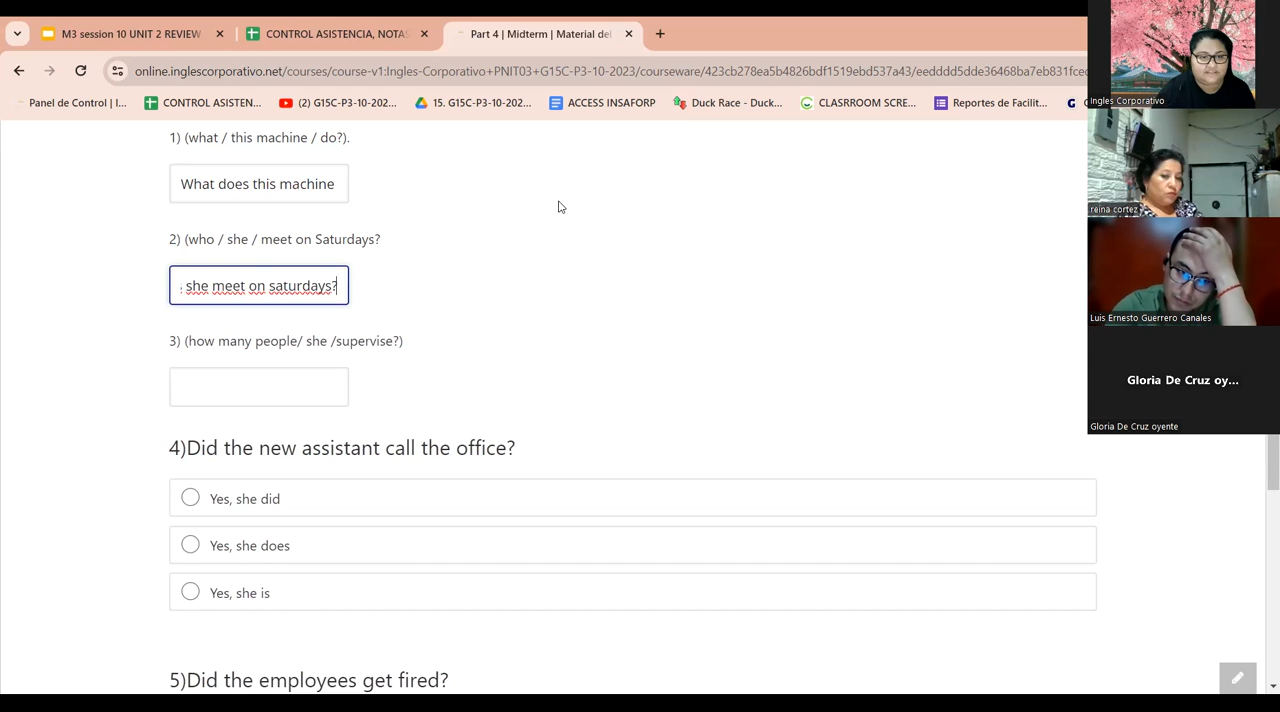 M3 session 10 UNIT 2 REVIEW
CONTROL ASISTENCIA, NOTAS
Part 4 | Midterm | Material del
online.inglescorporativo.net/courses/course-v1:Ingles-Corporativo+PNIT03+G15C-P3-10-2023/courseware/423cb278ea5b4826bdf1519ebd537a43/eedddd5dde36468ba7eb831fcec
Panel de Control | I...
CONTROL ASISTEN...
(2) G15C-P3-10-202...
15. G15C-P3-10-202...
ACCESS INSAFORP
Duck Race - Duck...
CLASRROOM SCRE...
Reportes de Facilit...
Ingles Corporativo
1) (what / this machine / do?).
What does this machine
reina cortez
2) (who / she / meet on Saturdays?
she meet on saturdays?
Luis Ernesto Guerrero Canales
3) (how many people/ she /supervise?)
Gloria De Cruz oy...
Gloria De Cruz oyente
4)Did the new assistant call the office?
Yes, she did
Yes, she does
Yes, she is
5)Did the employees get fired?